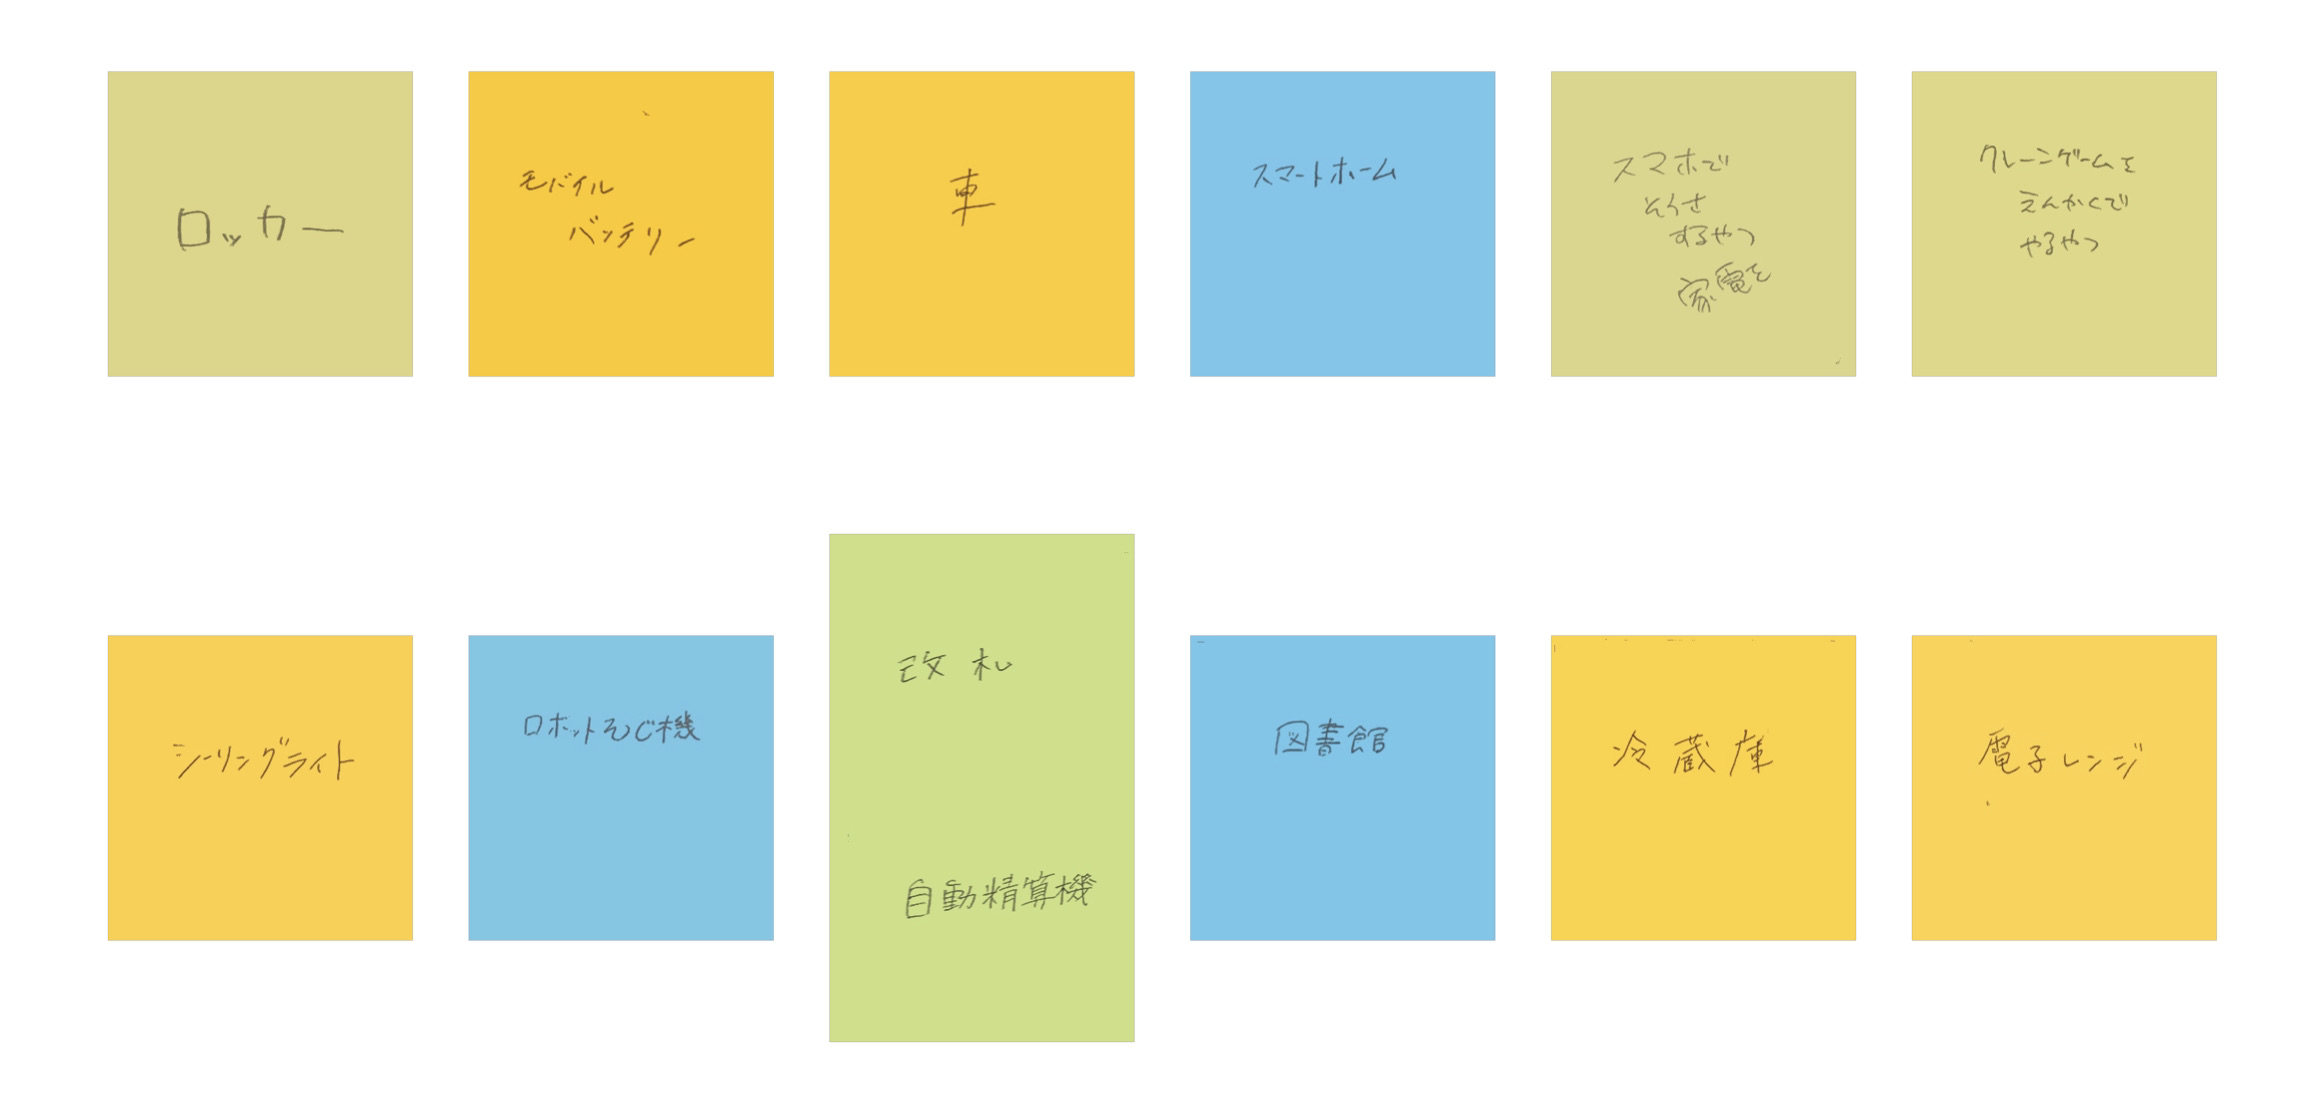 ロッカー
モバイル
バッテリー
車
スマートホーム
スマホで
そうさ
するやつ
家電を
クレーンゲームを
えんかくで
やるやつ
シーリングライト
ロボットそうじ機
改札
自動精算機
図書館
冷蔵庫
電子レンジ